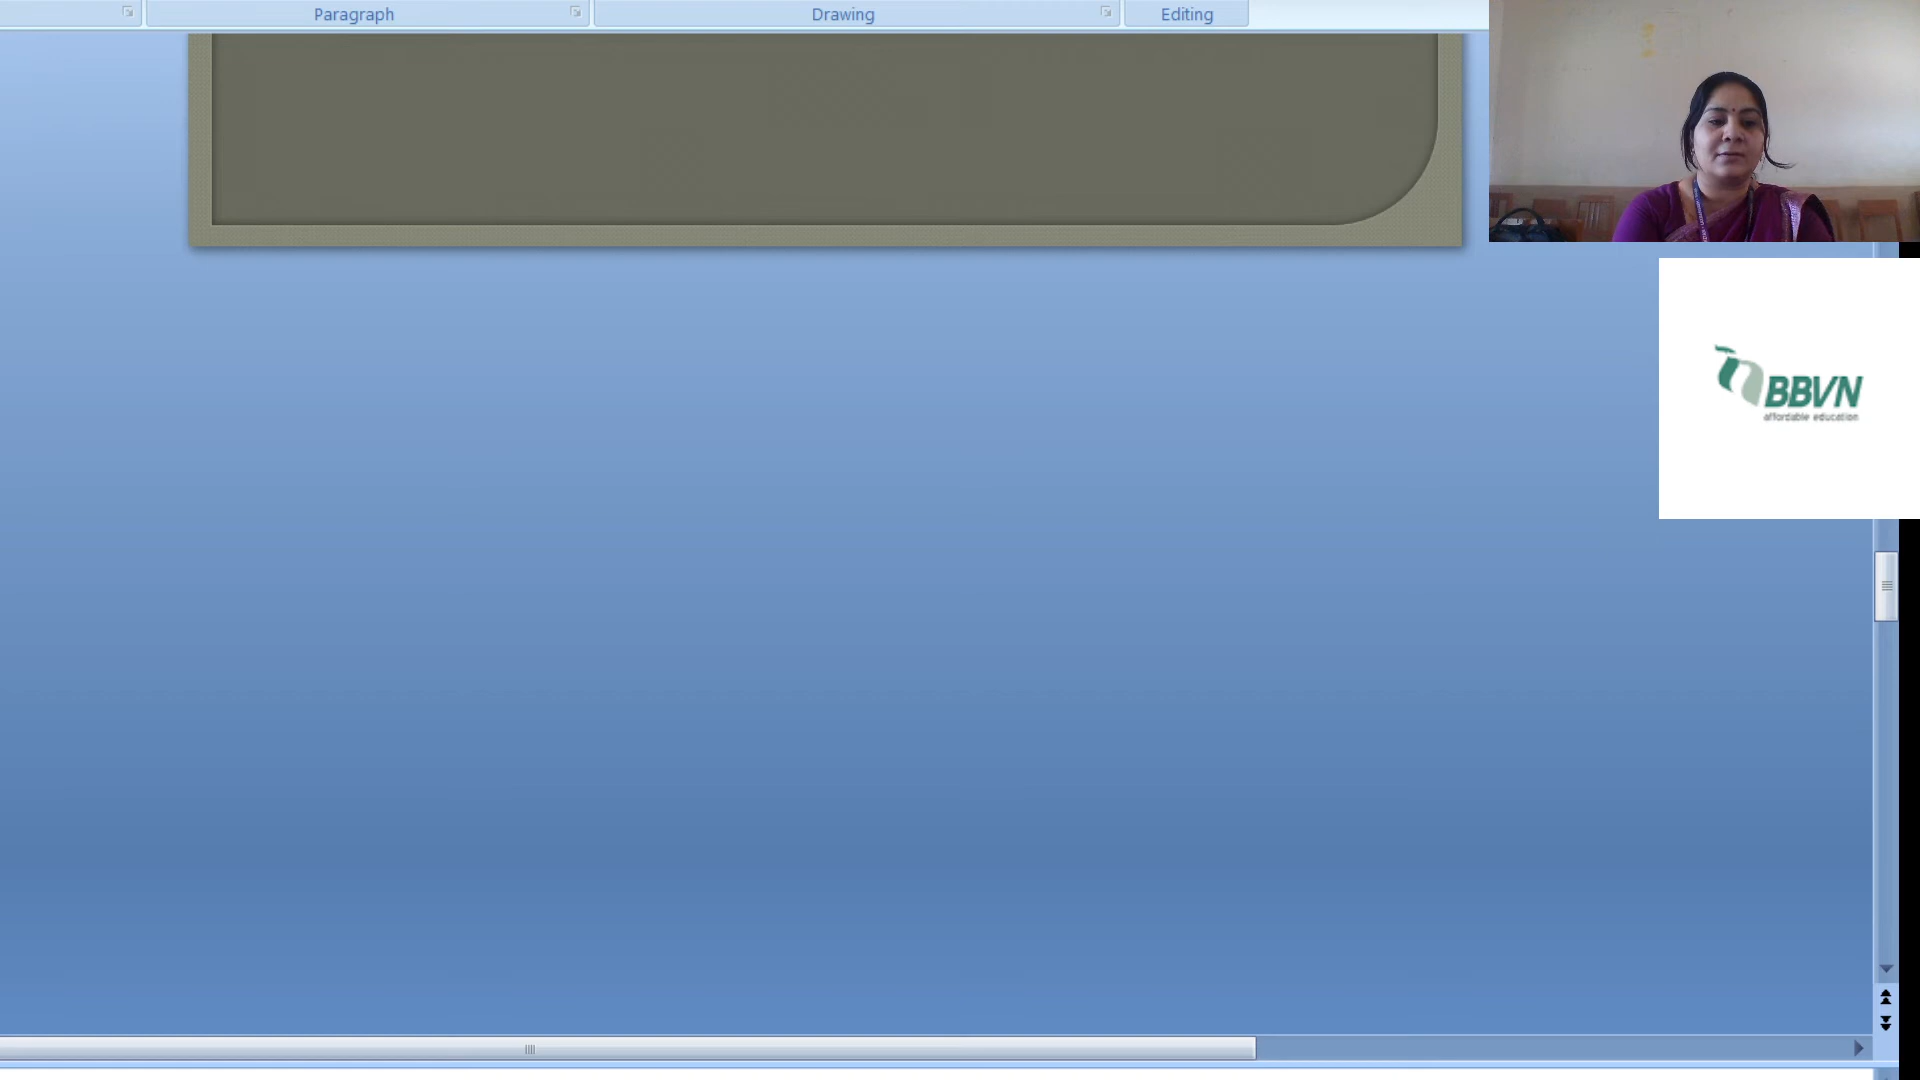 Paragraph
Drawing
Editing
BBVN
affordable education